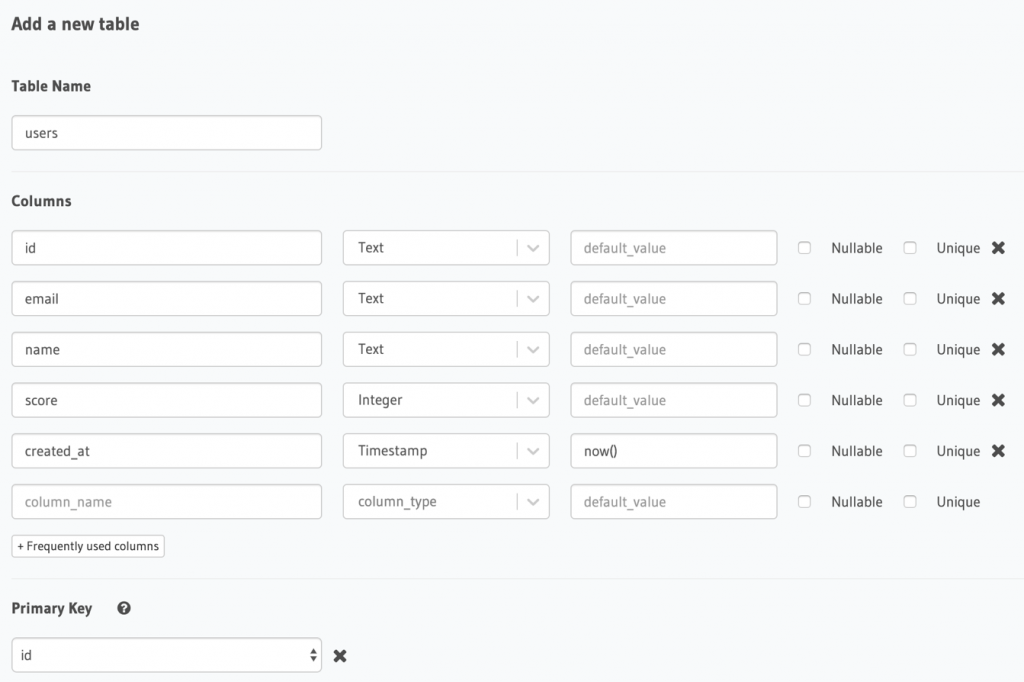 Add a new table
Table Name
users
Columns
id Text default_value Nullable Unique
email Text default_value Nullable Unique
name Text default_value Nullable Unique
score Integer default_value Nullable Unique
created_at Timestamp now() Nullable Unique
column_name column_type default_value Nullable Unique
+ Frequently used columns
Primary Key ?
id